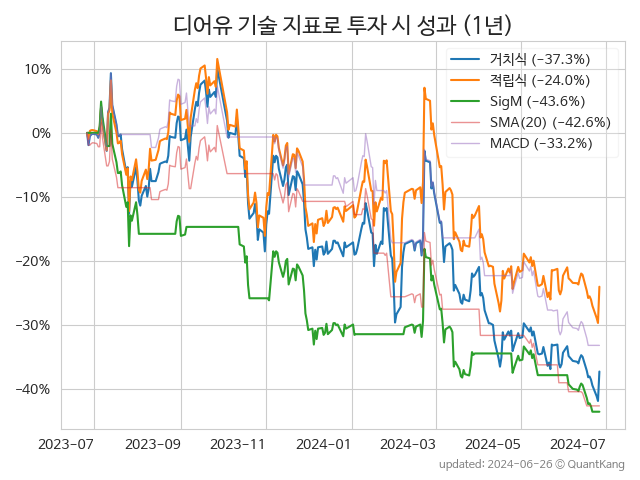 디어유 기술 지표로 투자 시 성과 (1년)
거치식 (−37.3%)
적립식 (−24.0%)
SigM (−43.6%)
SMA(20) (−42.6%)
MACD (−33.2%)
10%
0%
−10%
−20%
−30%
−40%
2023-07 2023-09 2023-11 2024-01 2024-03 2024-05 2024-07
updated: 2024-06-26 ⓒ QuantKang